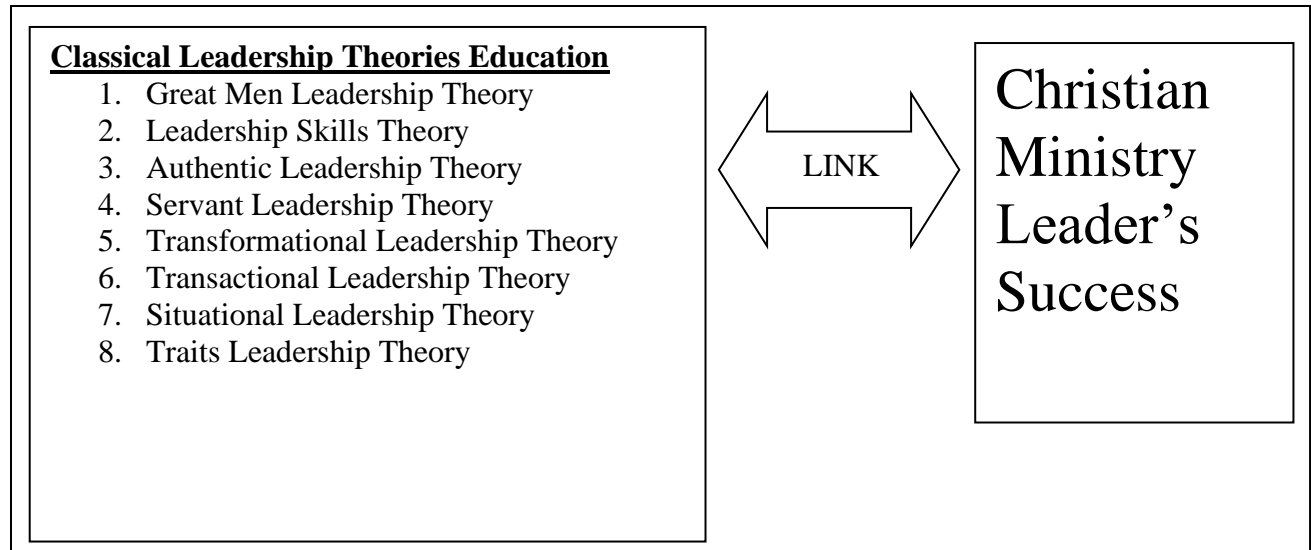 Classical Leadership Theories Education
1. Great Men Leadership Theory
2. Leadership Skills Theory
3. Authentic Leadership Theory
4. Servant Leadership Theory
5. Transformational Leadership Theory
6. Transactional Leadership Theory
7. Situational Leadership Theory
8. Traits Leadership Theory
LINK
Christian
Ministry
Leader’s
Success